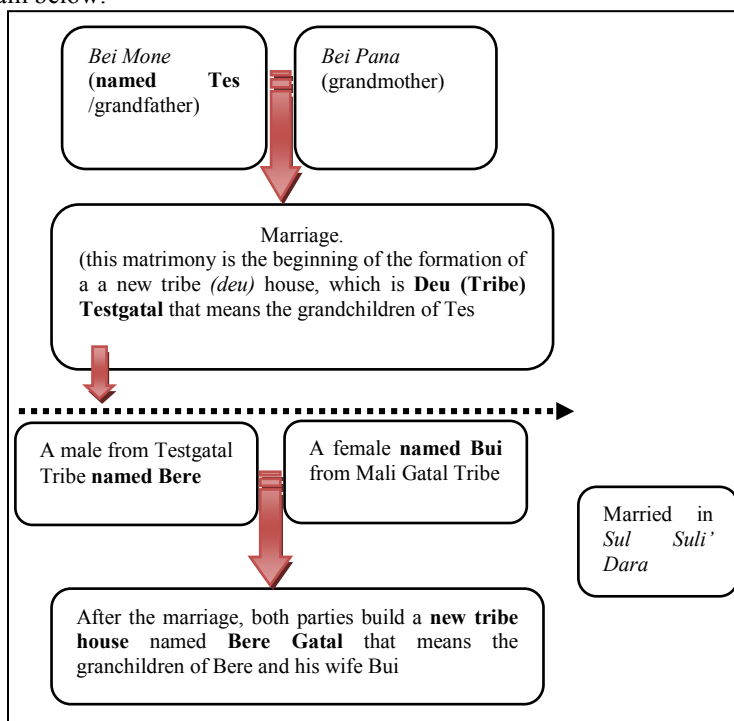 Bei Mone
(named Tes
/grandfather)
Bei Pana
(grandmother)
Marriage.
(this matrimony is the beginning of the formation of
a a new tribe (deu) house, which is Deu (Tribe)
Testgatal that means the grandchildren of Tes
A male from Testgatal
Tribe named Bere
A female named Bui
from Mali Gatal Tribe
Married in
Sul Suli’
Dara
After the marriage, both parties build a new tribe
house named Bere Gatal that means the
granchildren of Bere and his wife Bui